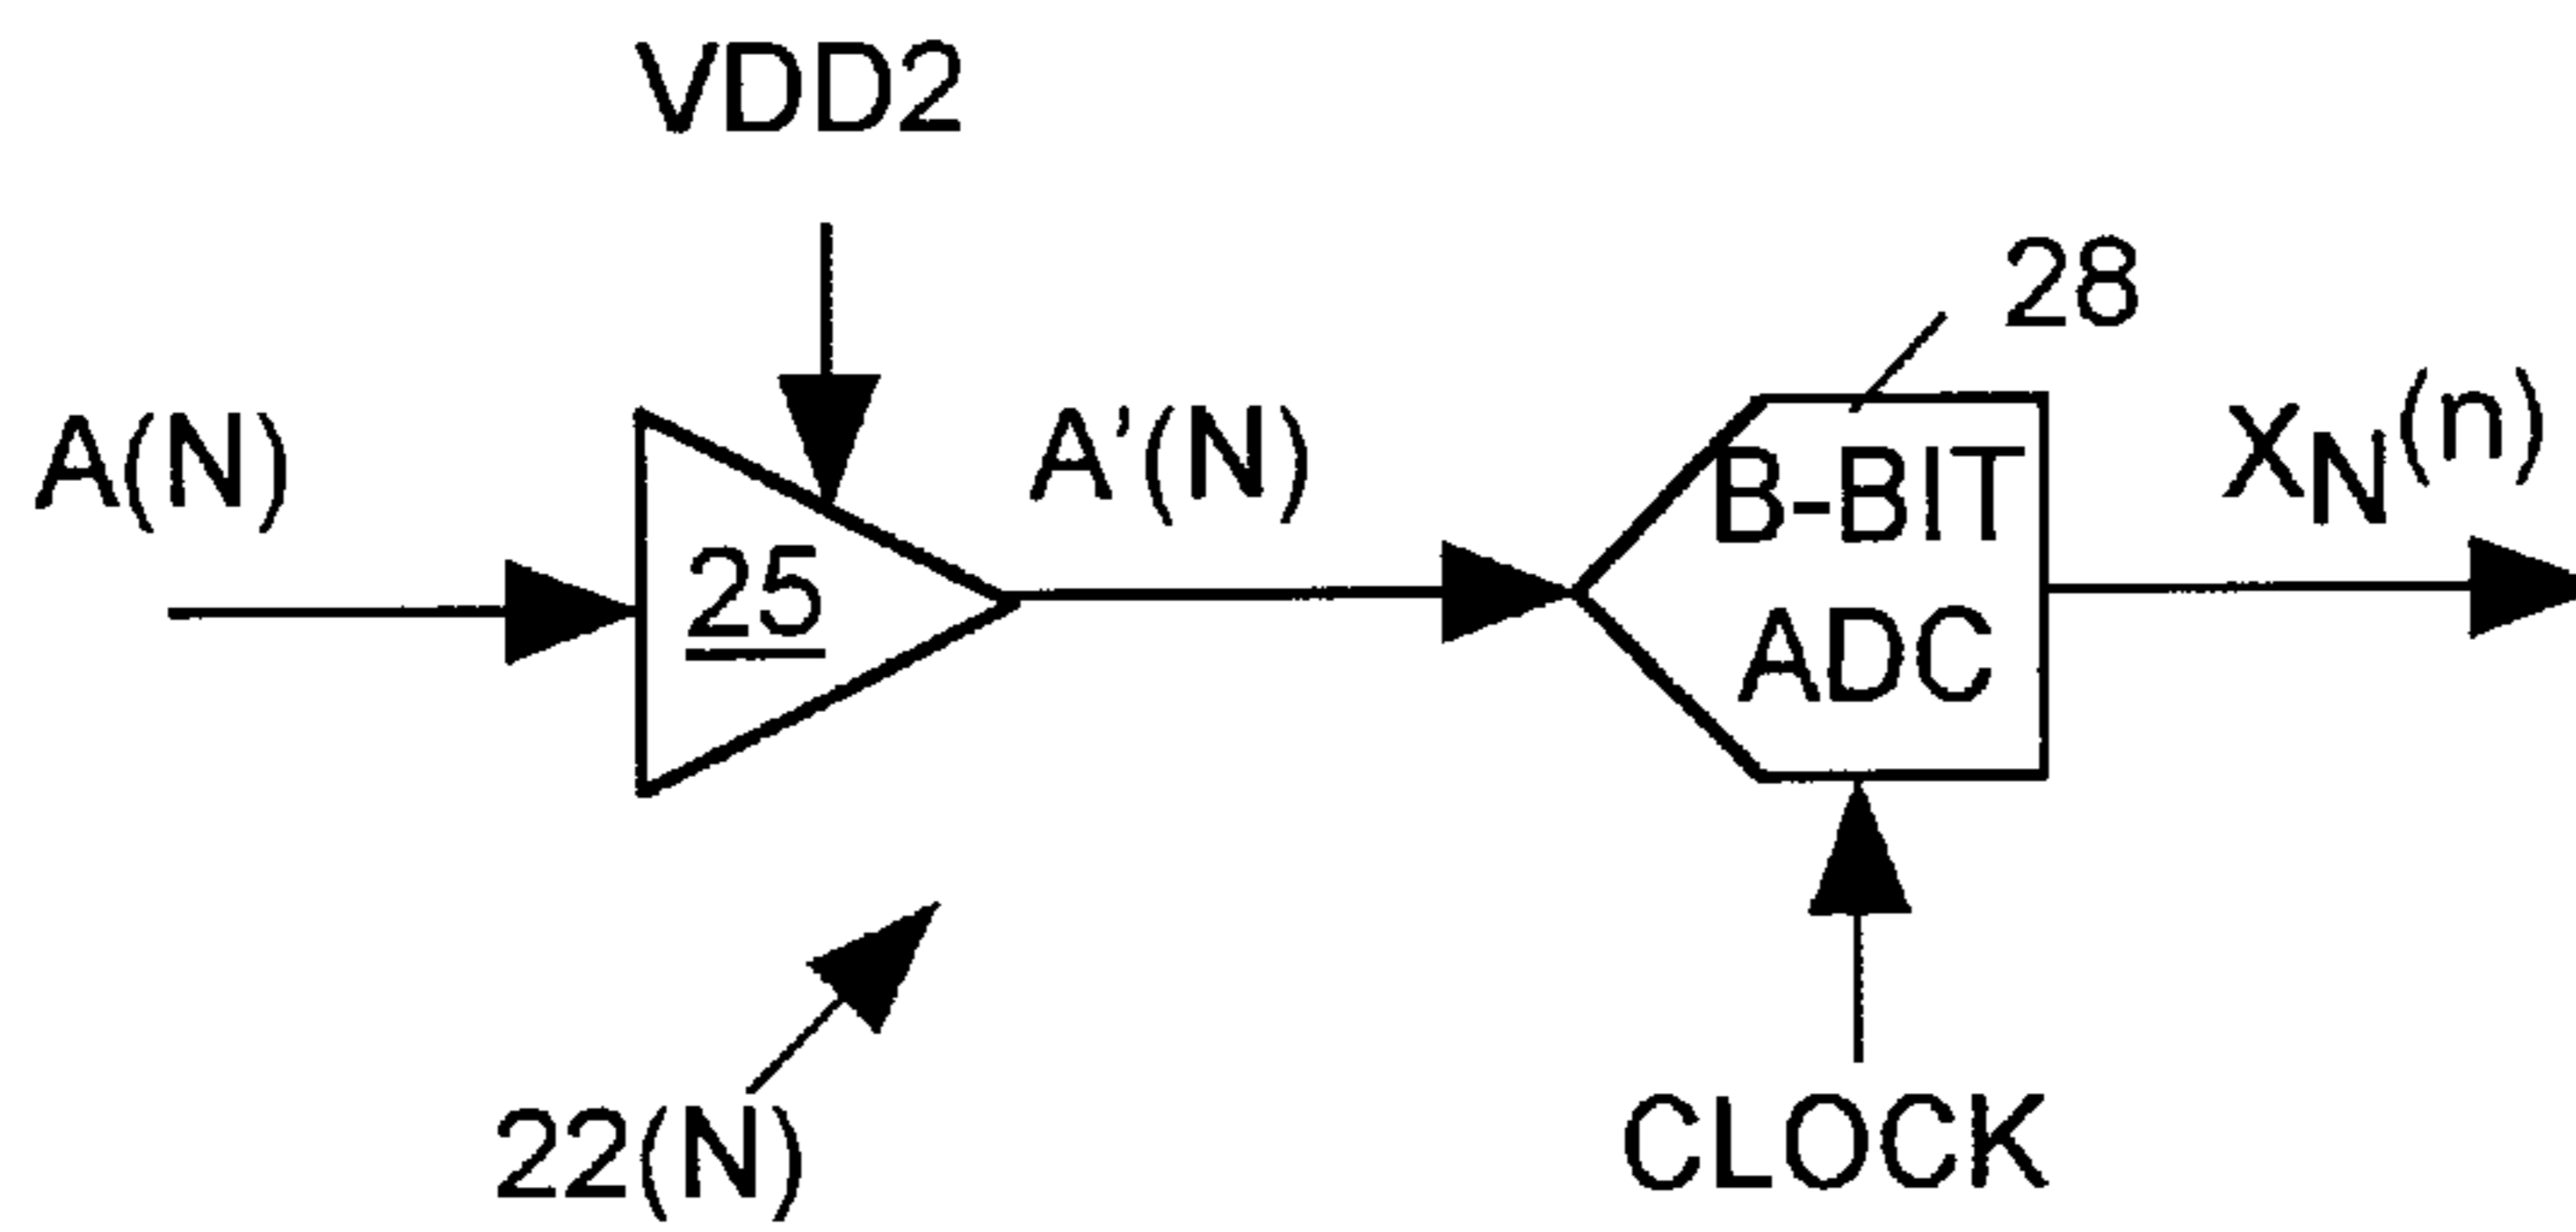 VDD2
28
A(N)
A’(N)
XN(n)
B-BIT
ADC
25
22(N)
CLOCK